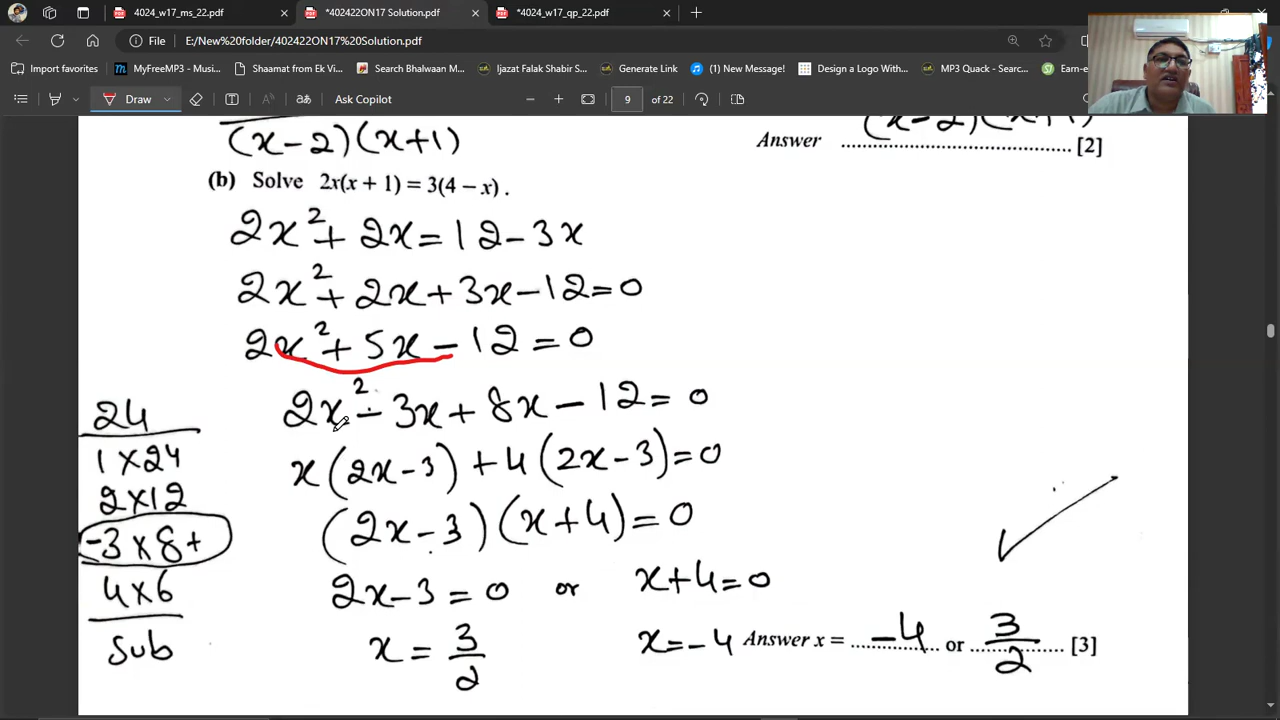 4024_w17_ms_22.pdf
*402422ON17 Solution.pdf
*4024_w17_qp_22.pdf
File E:/New%20folder/402422ON17%20Solution.pdf
Import favorites MyFreeMP3 - Musi... Shaamat from Ek Vi... Search Bhalwaan M... Ijazat Falak Shabir S... Generate Link (1) New Message! Design a Logo With... MP3 Quack - Searc... Earn-e
Draw Ask Copilot 9 of 22
(x-2)(x+1)
(x-2)(x+1)
Answer ........ [2]
(b) Solve 2x(x + 1) = 3(4 – x) .
2x² + 2x = 12 - 3x
2x² + 2x + 3x - 12 = 0
2x² + 5x - 12 = 0
2x² - 3x + 8x - 12 = 0
x(2x-3) + 4(2x-3) = 0
(2x-3)(x+4) = 0
2x-3 = 0 or x+4=0
x = 3/2 x=-4
24
1 x 24
2 x 12
-3 x 8+
4 x 6
Sub
Answer x = -4 or 3/2 [3]